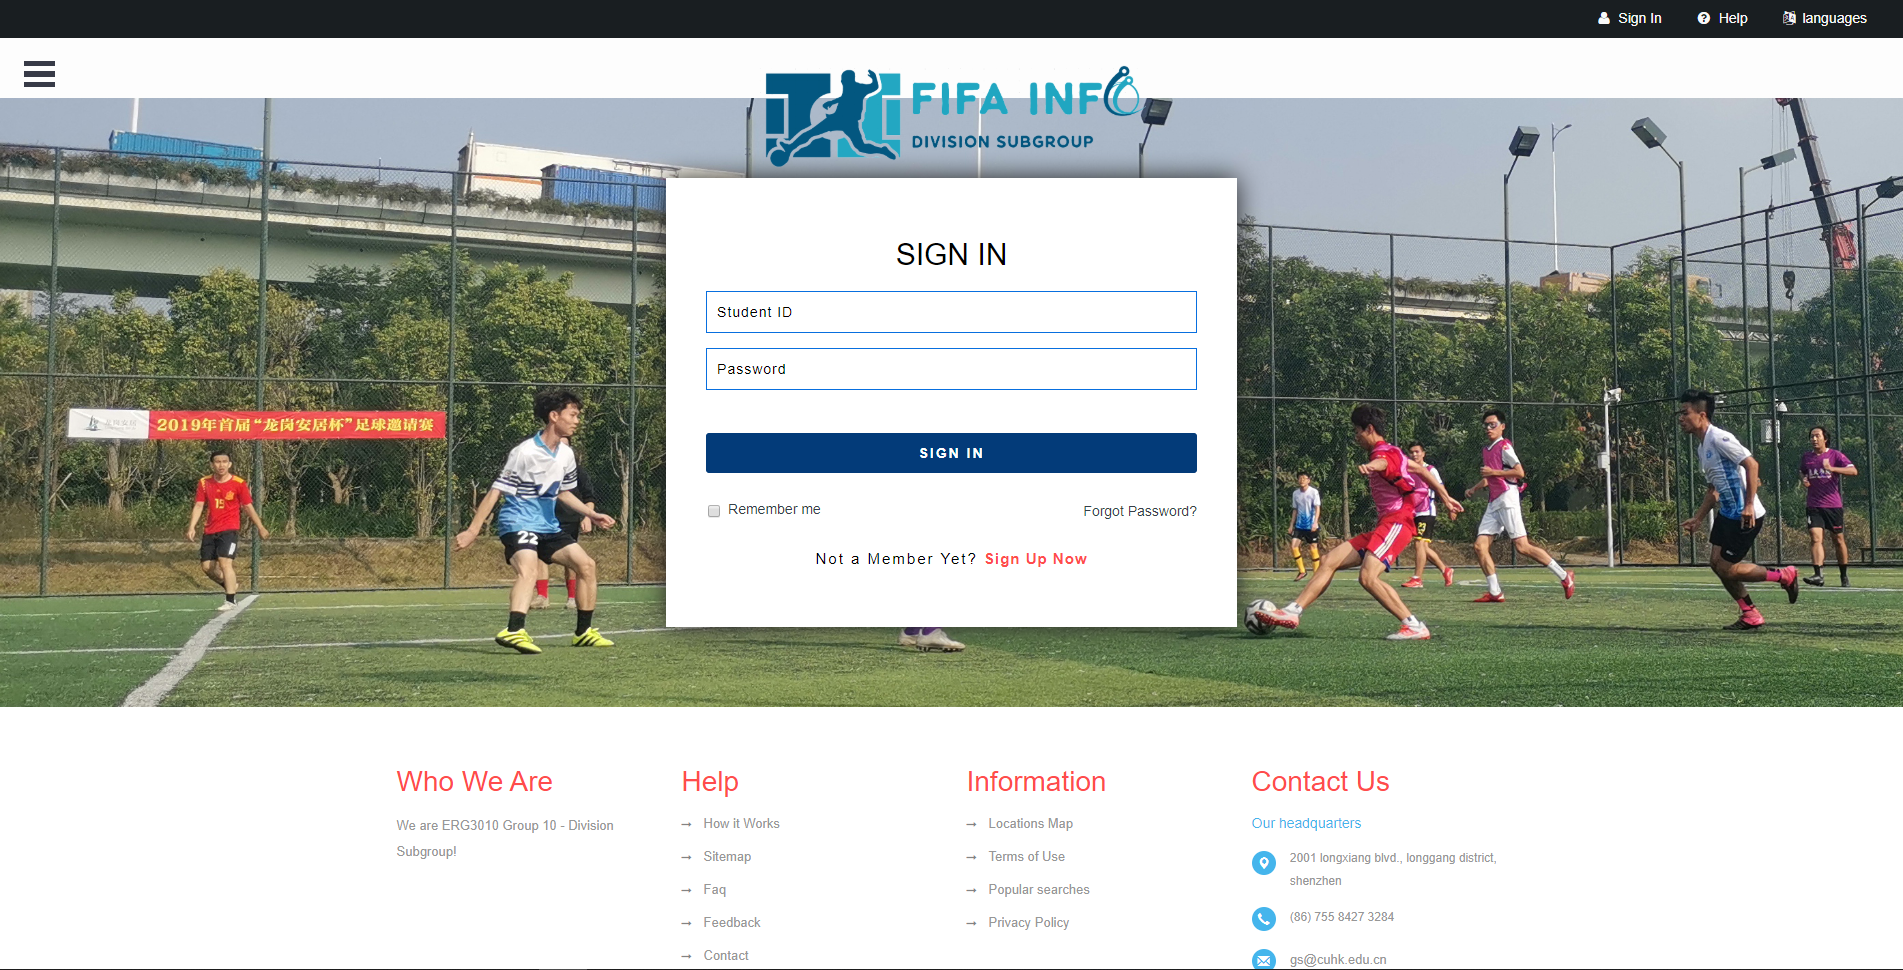 Sign In
Help
languages
FIFA INFO
DIVISION SUBGROUP
SIGN IN
Student ID
Password
SIGN IN
Remember me
Forgot Password?
Not a Member Yet? Sign Up Now
2019年首届“龙岗安居杯”足球邀请赛
15
22
23
Who We Are
We are ERG3010 Group 10 - Division
Subgroup!
Help
→ How it Works
→ Sitemap
→ Faq
→ Feedback
→ Contact
Information
→ Locations Map
→ Terms of Use
→ Popular searches
→ Privacy Policy
Contact Us
Our headquarters
2001 longxiang blvd., longgang district,
shenzhen
(86) 755 8427 3284
gs@cuhk.edu.cn